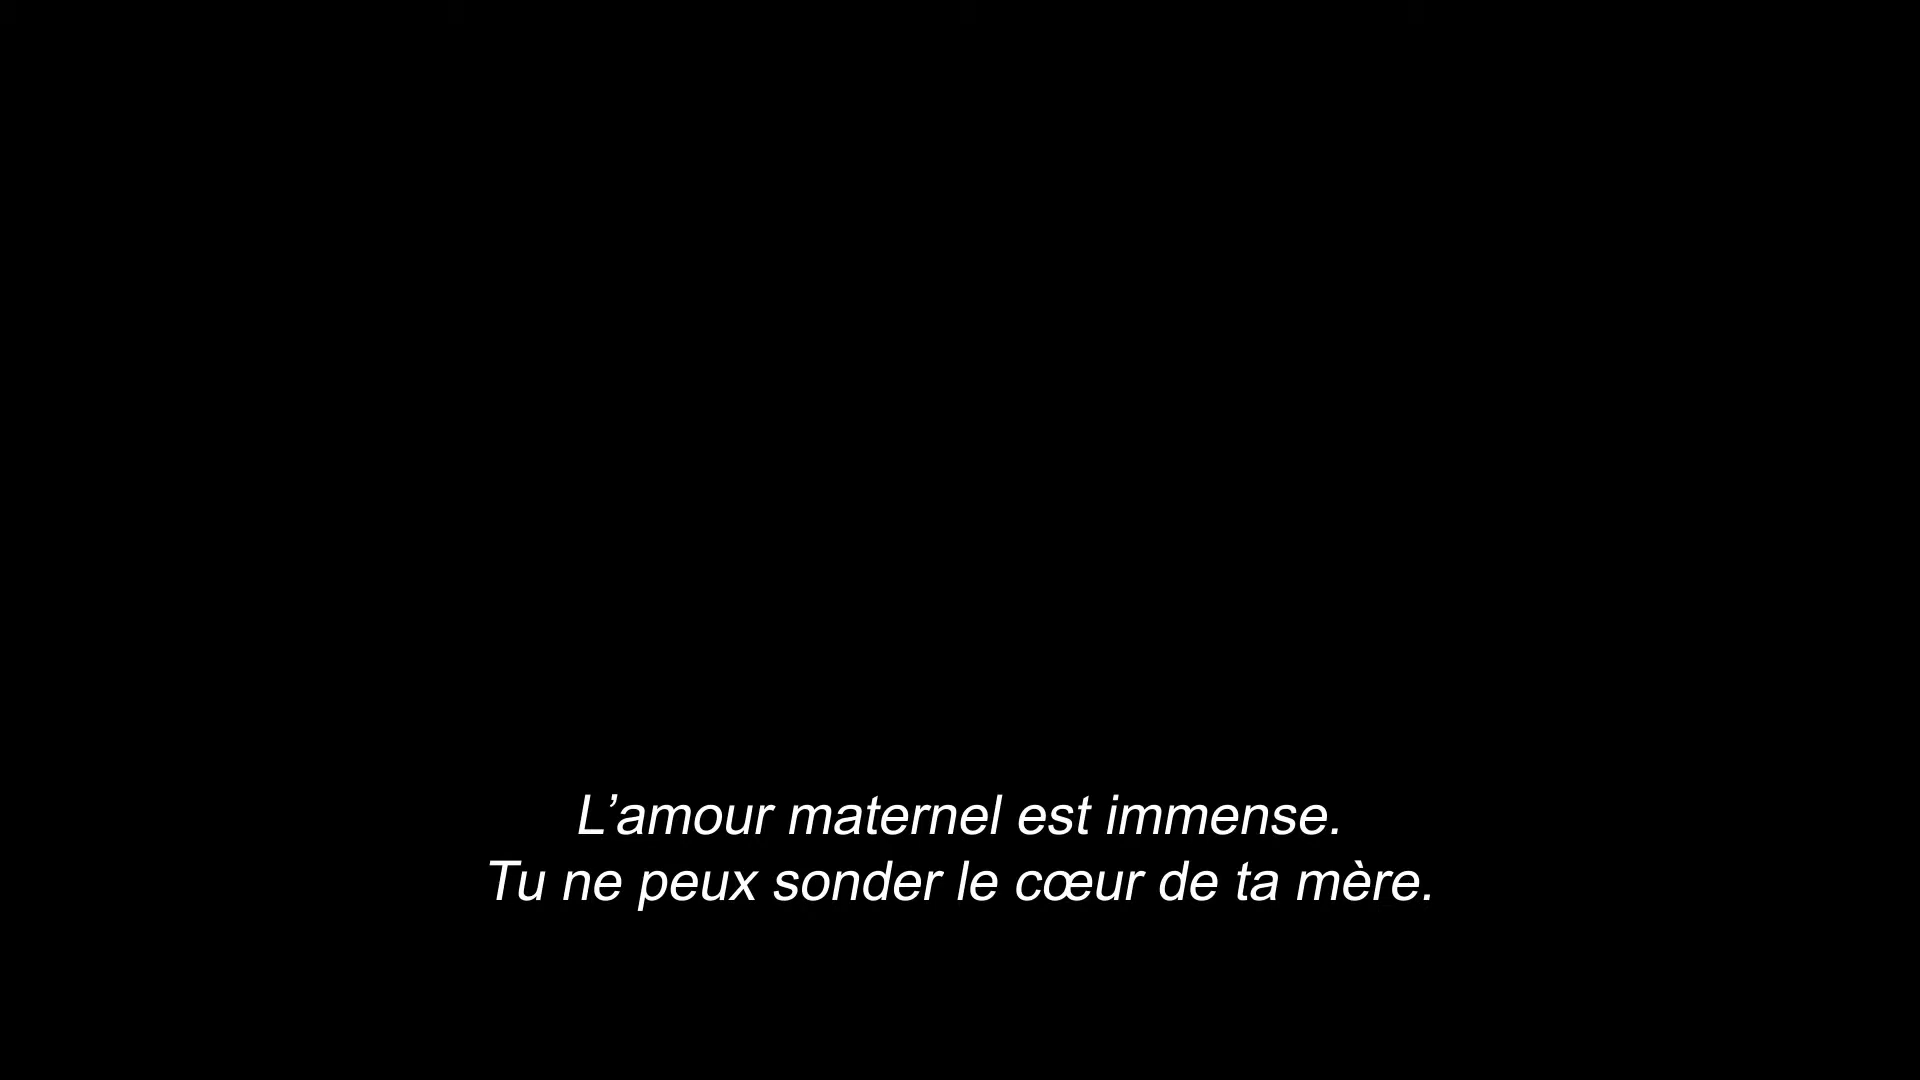 L’amour maternel est immense.
Tu ne peux sonder le cœur de ta mère.